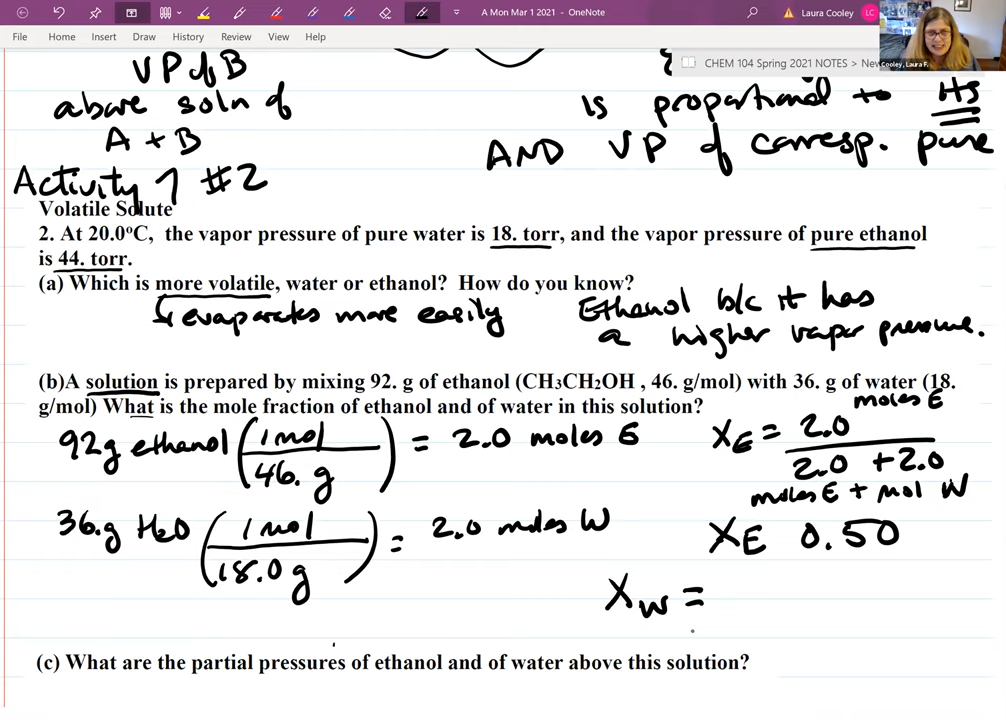 A Mon Mar 1 2021 - OneNote
Laura Cooley
LC
File Home Insert Draw History Review View Help
CHEM 104 Spring 2021 NOTES > New
Cooley, Laura F.
VP of B
above soln of
A + B
is proportional to its
AND VP of corresp. pure
Activity 7 #2
Volatile Solute
2. At 20.0°C, the vapor pressure of pure water is 18. torr, and the vapor pressure of pure ethanol
is 44. torr.
(a) Which is more volatile, water or ethanol? How do you know?
↳ evaporates more easily
Ethanol b/c it has
a higher vapor pressure.
(b)A solution is prepared by mixing 92. g of ethanol (CH₃CH₂OH , 46. g/mol) with 36. g of water (18.
g/mol) What is the mole fraction of ethanol and of water in this solution?
92g ethanol (1 mol / 46. g) = 2.0 moles E
moles E
XE = 2.0
2.0 + 2.0
moles E + mol W
36.g H2O (1 mol / 18.0 g) = 2.0 moles W
XE 0.50
XW =
(c) What are the partial pressures of ethanol and of water above this solution?